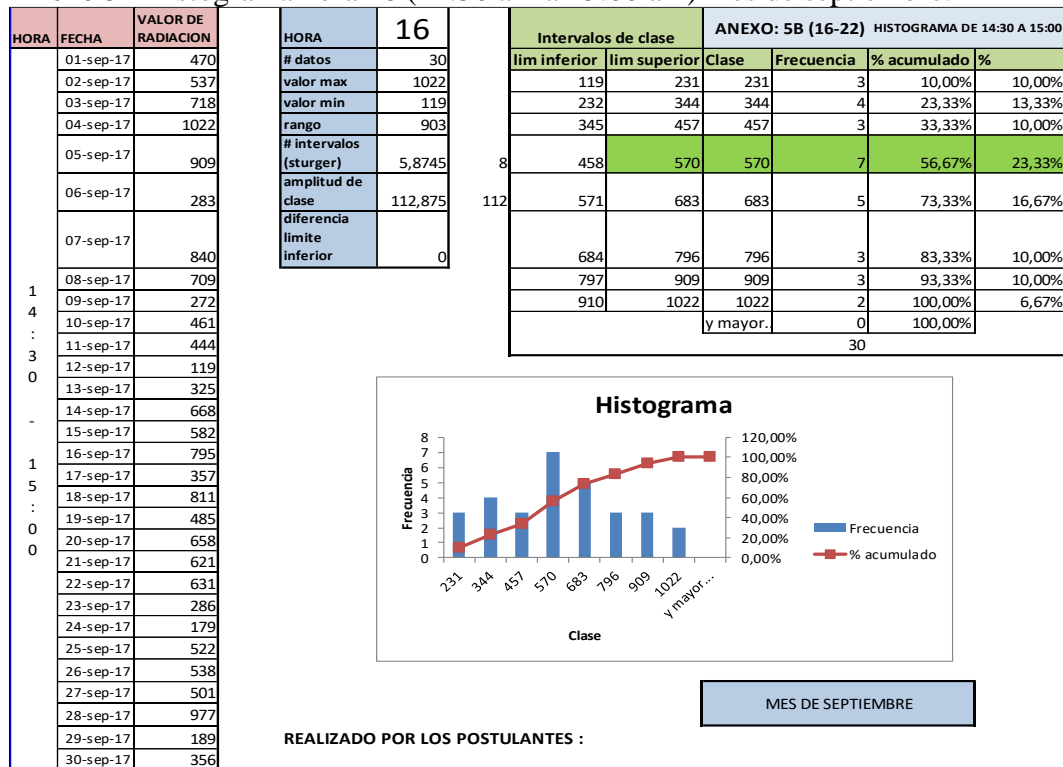 HORA FECHA VALOR DE RADIACION
14:30 - 15:00
01-sep-17 470
02-sep-17 537
03-sep-17 718
04-sep-17 1022
05-sep-17 909
06-sep-17 283
07-sep-17 840
08-sep-17 709
09-sep-17 272
10-sep-17 461
11-sep-17 444
12-sep-17 119
13-sep-17 325
14-sep-17 668
15-sep-17 582
16-sep-17 795
17-sep-17 357
18-sep-17 811
19-sep-17 485
20-sep-17 658
21-sep-17 621
22-sep-17 631
23-sep-17 286
24-sep-17 179
25-sep-17 522
26-sep-17 538
27-sep-17 501
28-sep-17 977
29-sep-17 189
30-sep-17 356
HORA 16
# datos 30
valor max 1022
valor min 119
rango 903
# intervalos (sturger) 5,8745 8
amplitud de clase 112,875 112
diferencia limite inferior 0
Intervalos de clase ANEXO: 5B (16-22) HISTOGRAMA DE 14:30 A 15:00
lim inferior lim superior Clase Frecuencia % acumulado %
119 231 231 3 10,00% 10,00%
232 344 344 4 23,33% 13,33%
345 457 457 3 33,33% 10,00%
458 570 570 7 56,67% 23,33%
571 683 683 5 73,33% 16,67%
684 796 796 3 83,33% 10,00%
797 909 909 3 93,33% 10,00%
910 1022 1022 2 100,00% 6,67%
y mayor.. 0 100,00%
30
Histograma
Frecuencia
8
7
6
5
4
3
2
1
0
120,00%
100,00%
80,00%
60,00%
40,00%
20,00%
0,00%
231 344 457 570 683 796 909 1022 y mayor...
Clase
Frecuencia
% acumulado
MES DE SEPTIEMBRE
REALIZADO POR LOS POSTULANTES :